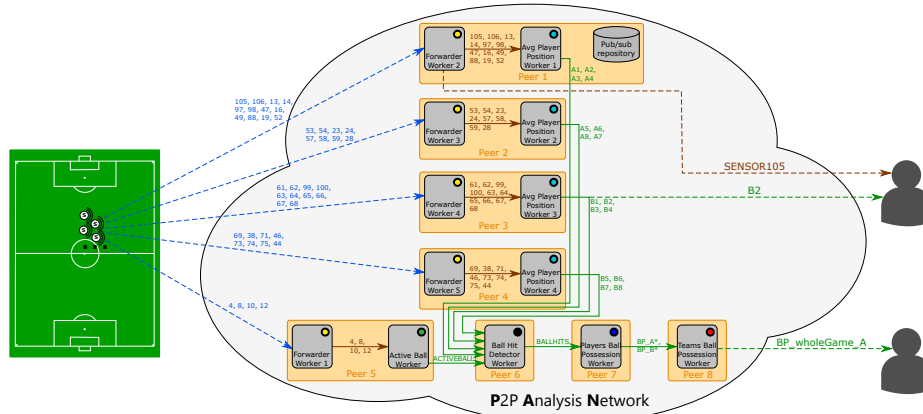 105, 106, 13,
14, 97, 98,
47, 16, 49,
88, 19, 52
Forwarder
Worker 2
Avg Player
Position
Worker 1
Pub/sub
repository
Peer 1
A1, A2,
A3, A4
105, 106, 13, 14,
97, 98, 47, 16,
49, 88, 19, 52
53, 54, 23,
24, 57, 58,
59, 28
Forwarder
Worker 3
Avg Player
Position
Worker 2
Peer 2
A5, A6,
A8, A7
53, 54, 23, 24,
57, 58, 59, 28
SENSOR105
61, 62, 99,
100, 63, 64,
65, 66, 67,
68
Forwarder
Worker 4
Avg Player
Position
Worker 3
Peer 3
B2
B1, B2,
B3, B4
61, 62, 99, 100,
63, 64, 65, 66,
67, 68
S
S
S
S
69, 38, 71, 46,
73, 74, 75, 44
69, 38, 71,
46, 73, 74,
75, 44
Forwarder
Worker 5
Avg Player
Position
Worker 4
Peer 4
B5, B6,
B7, B8
4, 8, 10, 12
Forwarder
Worker 1
4, 8,
10, 12
Active Ball
Worker
Peer 5
ACTIVEBALL
Ball Hit
Detector
Worker
Peer 6
BALLHITS
Players Ball
Possession
Worker
Peer 7
BP_A*,
BP_B*
Teams Ball
Possession
Worker
Peer 8
BP_wholeGame_A
P2P Analysis Network